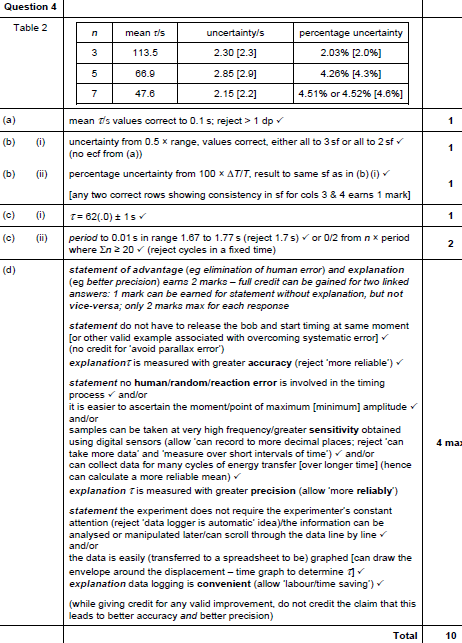 Question 4
Table 2
n mean τ/s uncertainty/s percentage uncertainty
3 113.5 2.30 [2.3] 2.03% [2.0%]
5 66.9 2.85 [2.9] 4.26% [4.3%]
7 47.6 2.15 [2.2] 4.51% or 4.52% [4.6%]
(a) mean τ/s values correct to 0.1 s; reject > 1 dp ✓ 1
(b) (i) uncertainty from 0.5 × range, values correct, either all to 3 sf or all to 2 sf ✓
(no ecf from (a)) 1
(b) (ii) percentage uncertainty from 100 × ΔT/T, result to same sf as in (b)(i) ✓
1
[any two correct rows showing consistency in sf for cols 3 & 4 earns 1 mark]
(c) (i) τ = 62(.0) ± 1 s ✓ 1
(c) (ii) period to 0.01 s in range 1.67 to 1.77 s (reject 1.7 s) ✓ or 0/2 from n × period
where Σn ≥ 20 ✓ (reject cycles in a fixed time) 2
(d) statement of advantage (eg elimination of human error) and explanation
(eg better precision) earns 2 marks – full credit can be gained for two linked
answers: 1 mark can be earned for statement without explanation, but not
vice-versa; only 2 marks max for each response
statement do not have to release the bob and start timing at same moment
[or other valid example associated with overcoming systematic error] ✓
(no credit for 'avoid parallax error')
explanation τ is measured with greater accuracy (reject 'more reliable') ✓
statement no human/random/reaction error is involved in the timing
process ✓ and/or
it is easier to ascertain the moment/point of maximum [minimum] amplitude ✓
and/or
samples can be taken at very high frequency/greater sensitivity obtained
using digital sensors (allow 'can record to more decimal places; reject 'can
take more data' and 'measure over short intervals of time') ✓ and/or
can collect data for many cycles of energy transfer [over longer time] (hence
can calculate a more reliable mean) ✓
explanation τ is measured with greater precision (allow 'more reliably')
statement the experiment does not require the experimenter's constant
attention (reject 'data logger is automatic' idea)/the information can be
analysed or manipulated later/can scroll through the data line by line ✓
and/or
the data is easily (transferred to a spreadsheet to be) graphed [can draw the
envelope around the displacement – time graph to determine τ] ✓
explanation data logging is convenient (allow 'labour/time saving') ✓
(while giving credit for any valid improvement, do not credit the claim that this
leads to better accuracy and better precision)
4 max
Total 10